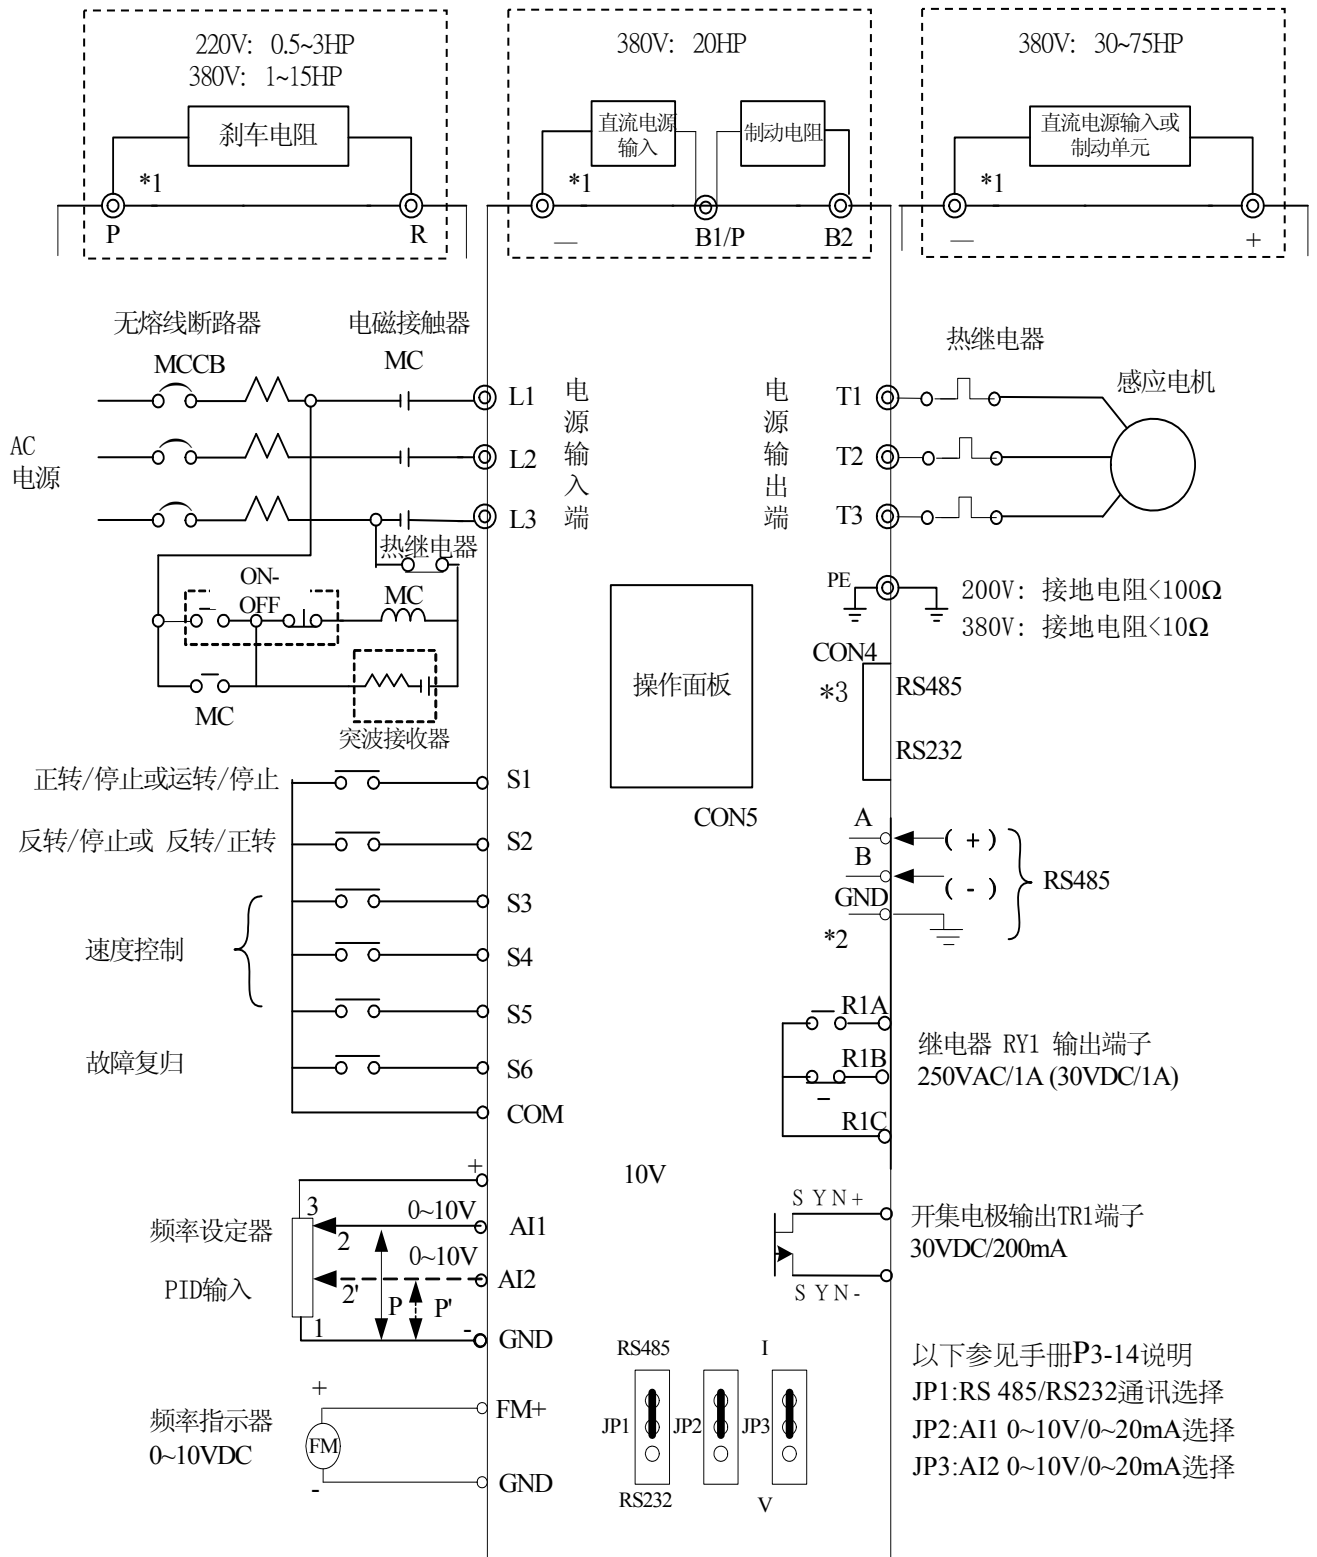 220V: 0.5~3HP
380V: 1~15HP
刹车电阻
*1
P
R
380V: 20HP
直流电源
输入
制动电阻
*1
—
B1/P
B2
380V: 30~75HP
直流电源输入或
制动单元
*1
—
+
无熔线断路器
MCCB
电磁接触器
MC
AC
电源
L1
L2
L3
电源输入端
热继电器
ON-
OFF
MC
MC
突波接收器
电源输出端
T1
T2
T3
热继电器
感应电机
PE
200V: 接地电阻<100Ω
380V: 接地电阻<10Ω
操作面板
CON5
CON4
*3
RS485
RS232
正转/停止或运转/停止
S1
反转/停止或 反转/正转
S2
速度控制
S3
S4
S5
故障复归
S6
COM
A
(+)
B
(-)
GND
*2
RS485
R1A
R1B
R1C
继电器 RY1 输出端子
250VAC/1A (30VDC/1A)
+
10V
3
0~10V
频率设定器
2
AI1
0~10V
PID输入
2'
AI2
P
P'
1
-
GND
SYN+
SYN-
开集电极输出TR1端子
30VDC/200mA
+
频率指示器
0~10VDC
FM
-
FM+
GND
RS485
I
JP1
JP2
JP3
RS232
V
以下参见手册P3-14说明
JP1:RS 485/RS232通讯选择
JP2:AI1 0~10V/0~20mA选择
JP3:AI2 0~10V/0~20mA选择